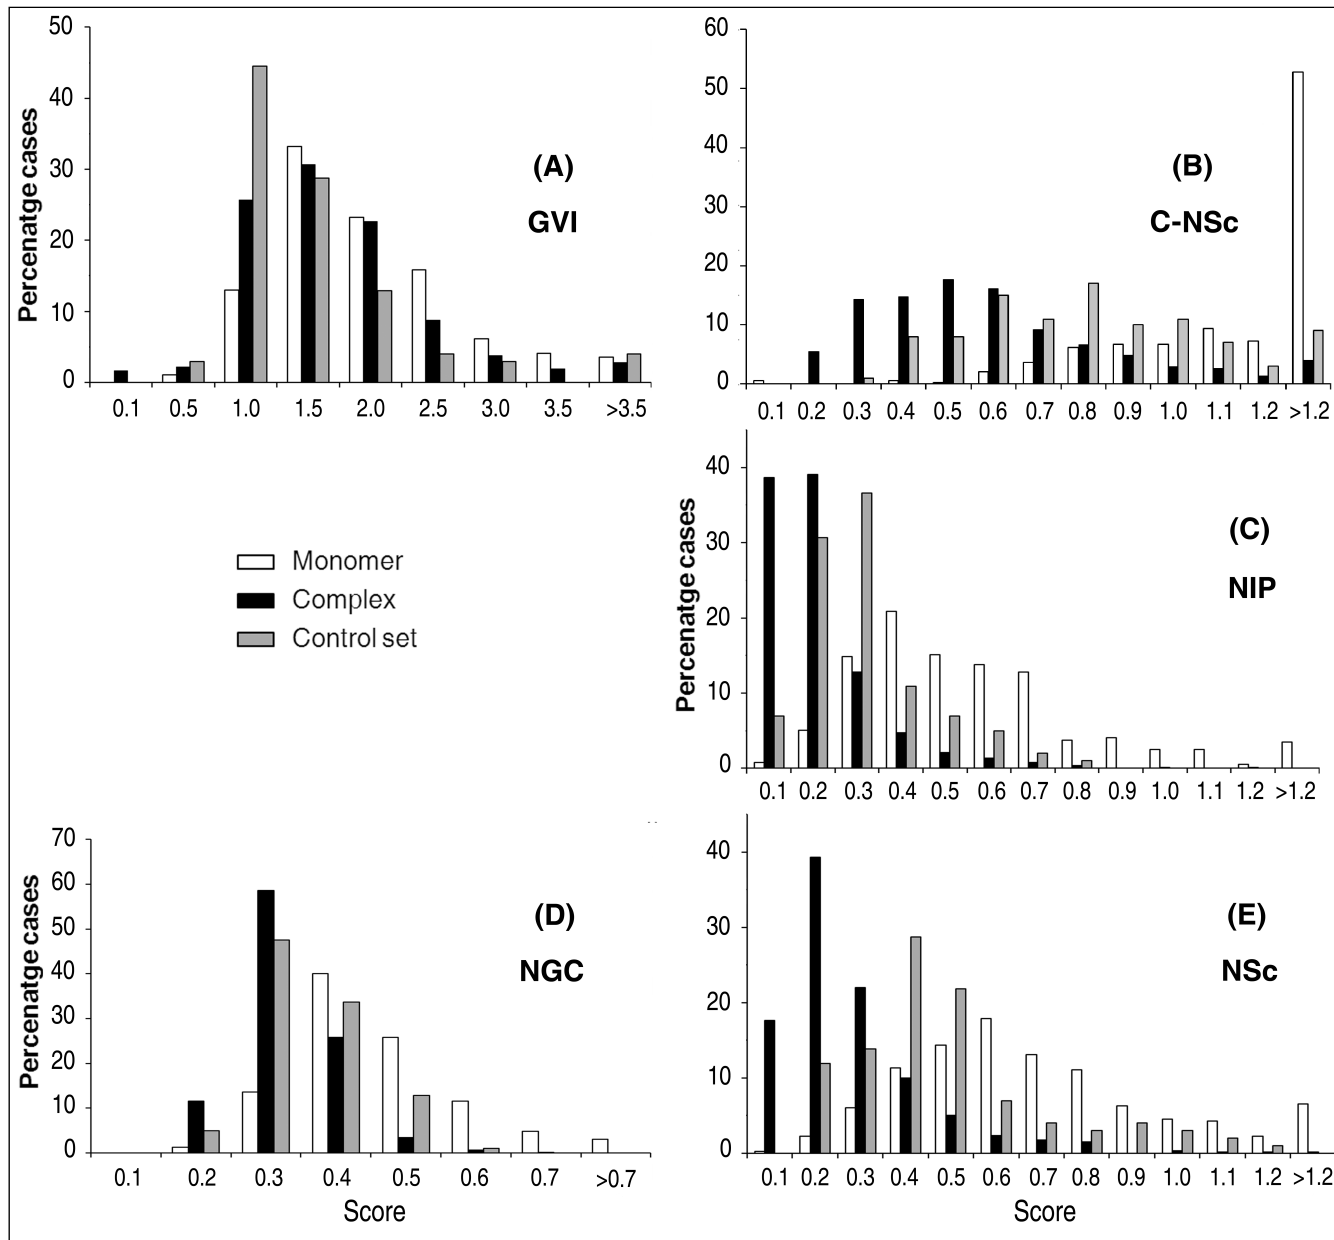 50
40
30
20
10
0
Percenatge cases
(A)
GVI
0.1 0.5 1.0 1.5 2.0 2.5 3.0 3.5 >3.5
60
50
40
30
20
10
0
(B)
C-NSc
0.1 0.2 0.3 0.4 0.5 0.6 0.7 0.8 0.9 1.0 1.1 1.2 >1.2
Monomer
Complex
Control set
40
30
20
10
0
Percenatge cases
(C)
NIP
0.1 0.2 0.3 0.4 0.5 0.6 0.7 0.8 0.9 1.0 1.1 1.2 >1.2
70
60
50
40
30
20
10
0
Percenatge cases
(D)
NGC
0.1 0.2 0.3 0.4 0.5 0.6 0.7 >0.7
Score
40
30
20
10
0
(E)
NSc
0.1 0.2 0.3 0.4 0.5 0.6 0.7 0.8 0.9 1.0 1.1 1.2 >1.2
Score